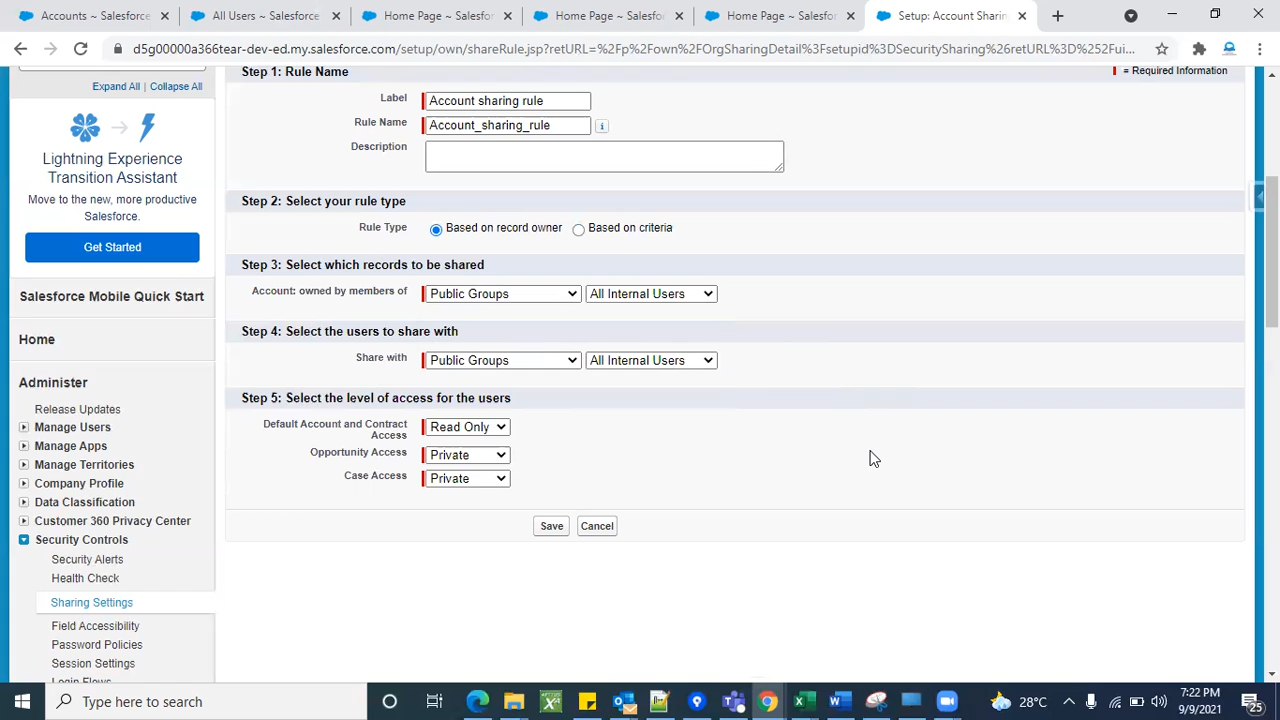 Accounts ~ Salesforce
All Users ~ Salesforce
Home Page ~ Salesforce
Home Page ~ Salesforce
Home Page ~ Salesforce
Setup: Account Sharin
d5g00000a366tear-dev-ed.my.salesforce.com/setup/own/shareRule.jsp?retURL=%2Fp%2Fown%2FOrgSharingDetail%3Fsetupid%3DSecuritySharing%26retURL%3D%252Fui...
Expand All | Collapse All
Lightning Experience
Transition Assistant
Move to the new, more productive
Salesforce.
Get Started
Salesforce Mobile Quick Start
Home
Administer
Release Updates
Manage Users
Manage Apps
Manage Territories
Company Profile
Data Classification
Customer 360 Privacy Center
Security Controls
Security Alerts
Health Check
Sharing Settings
Field Accessibility
Password Policies
Session Settings
Login Flows
Step 1: Rule Name
= Required Information
Label
Account sharing rule
Rule Name
Account_sharing_rule
i
Description
Step 2: Select your rule type
Rule Type
Based on record owner
Based on criteria
Step 3: Select which records to be shared
Account: owned by members of
Public Groups
All Internal Users
Step 4: Select the users to share with
Share with
Public Groups
All Internal Users
Step 5: Select the level of access for the users
Default Account and Contract
Access
Read Only
Opportunity Access
Private
Case Access
Private
Save
Cancel
Type here to search
28°C
7:22 PM
9/9/2021
25